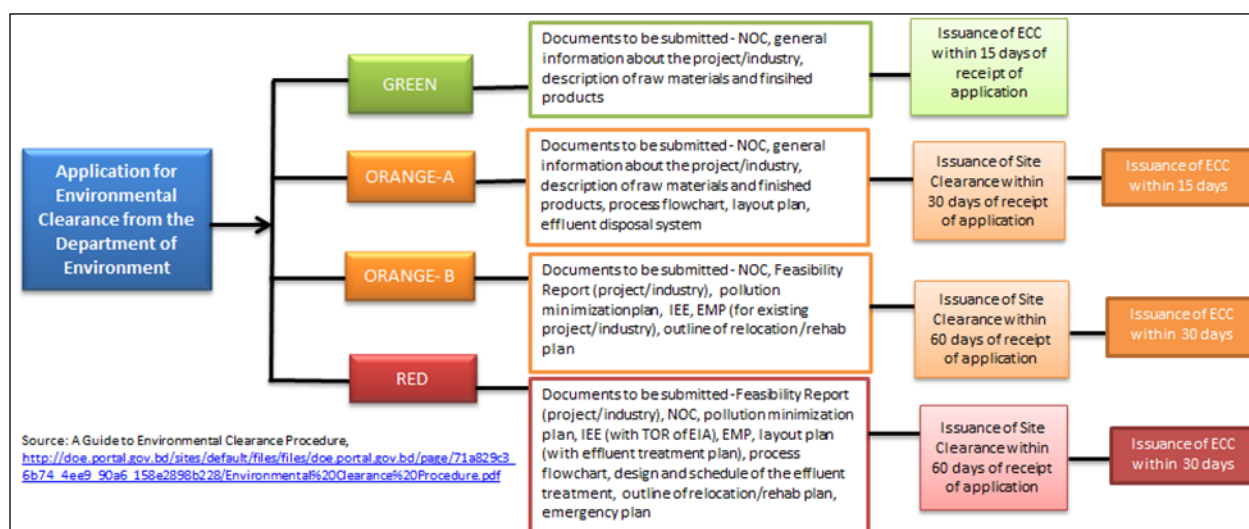 Application for
Environmental
Clearance from the
Department of
Environment
GREEN
Documents to be submitted - NOC, general
information about the project/industry,
description of raw materials and finsihed
products
Issuance of ECC
within 15 days of
receipt of
application
ORANGE-A
Documents to be submitted - NOC, general
information about the project/industry,
description of raw materials and finished
products, process flowchart, layout plan,
effluent disposal system
Issuance of Site
Clearance within
30 days of receipt
of application
Issuance of ECC
within 15 days
ORANGE- B
Documents to be submitted - NOC, Feasibility
Report (project/industry), pollution
minimizationplan, IEE, EMP (for existing
project/industry), outline of relocation/rehab
plan
Issuance of Site
Clearance within
60 days of receipt
of application
Issuance of ECC
within 30 days
RED
Documents to be submitted -Feasibility Report
(project/industry), NOC, pollution minimization
plan, IEE (with TOR of EIA), EMP, layout plan
(with effluent treatment plan), process
flowchart, design and schedule of the effluent
treatment, outline of relocation/rehab plan,
emergency plan
Issuance of Site
Clearance within
60 days of receipt
of application
Issuance of ECC
within 30 days
Source: A Guide to Environmental Clearance Procedure,
http://doe.portal.gov.bd/sites/default/files/files/doe.portal.gov.bd/page/71a829c3_
6b74_4ee9_90a6_158e2898b228/Environmental%20Clearance%20Procedure.pdf